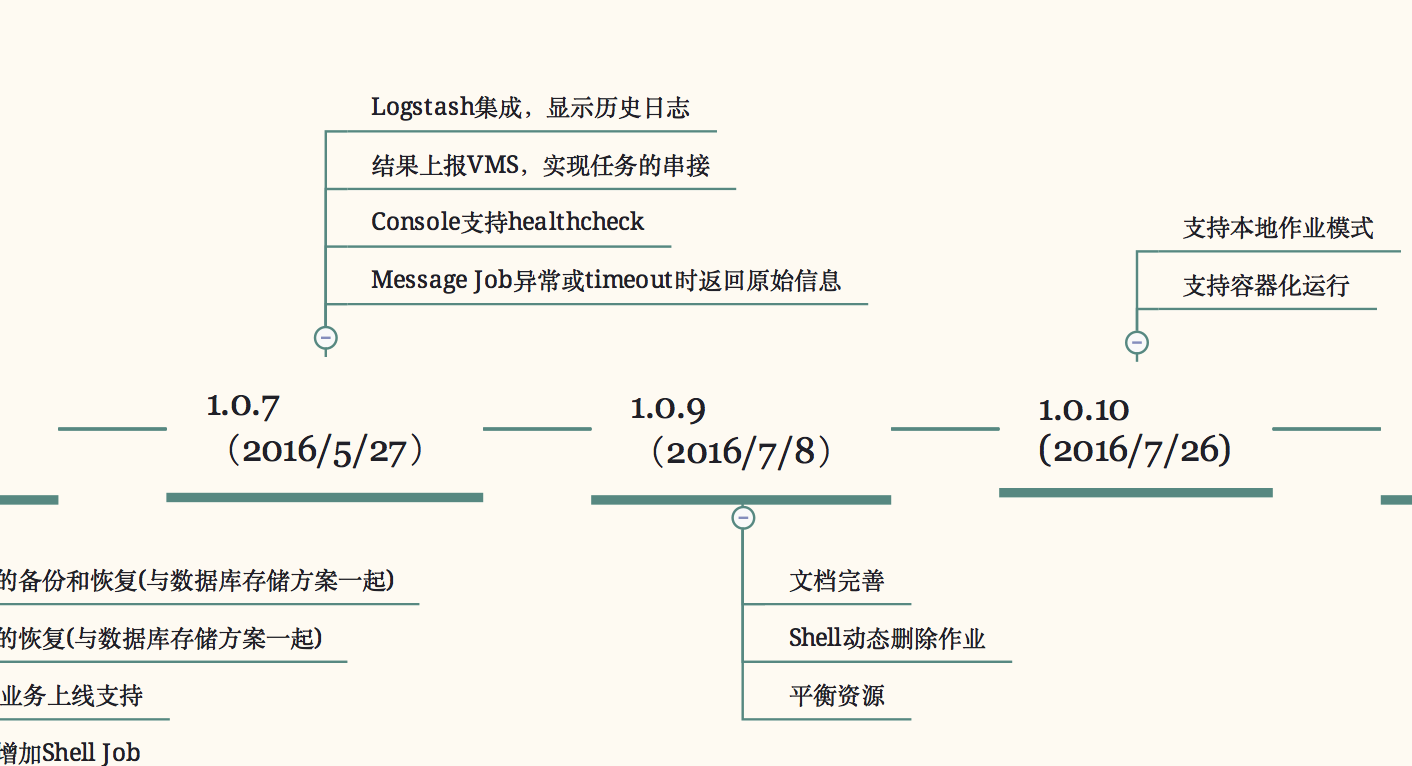 Logstash集成，显示历史日志
结果上报VMS，实现任务的串接
Console支持healthcheck
Message Job异常或timeout时返回原始信息
支持本地作业模式
支持容器化运行
1.0.7
（2016/5/27）
1.0.9
（2016/7/8）
1.0.10
(2016/7/26)
的备份和恢复(与数据库存储方案一起)
的恢复(与数据库存储方案一起)
业务上线支持
增加Shell Job
文档完善
Shell动态删除作业
平衡资源